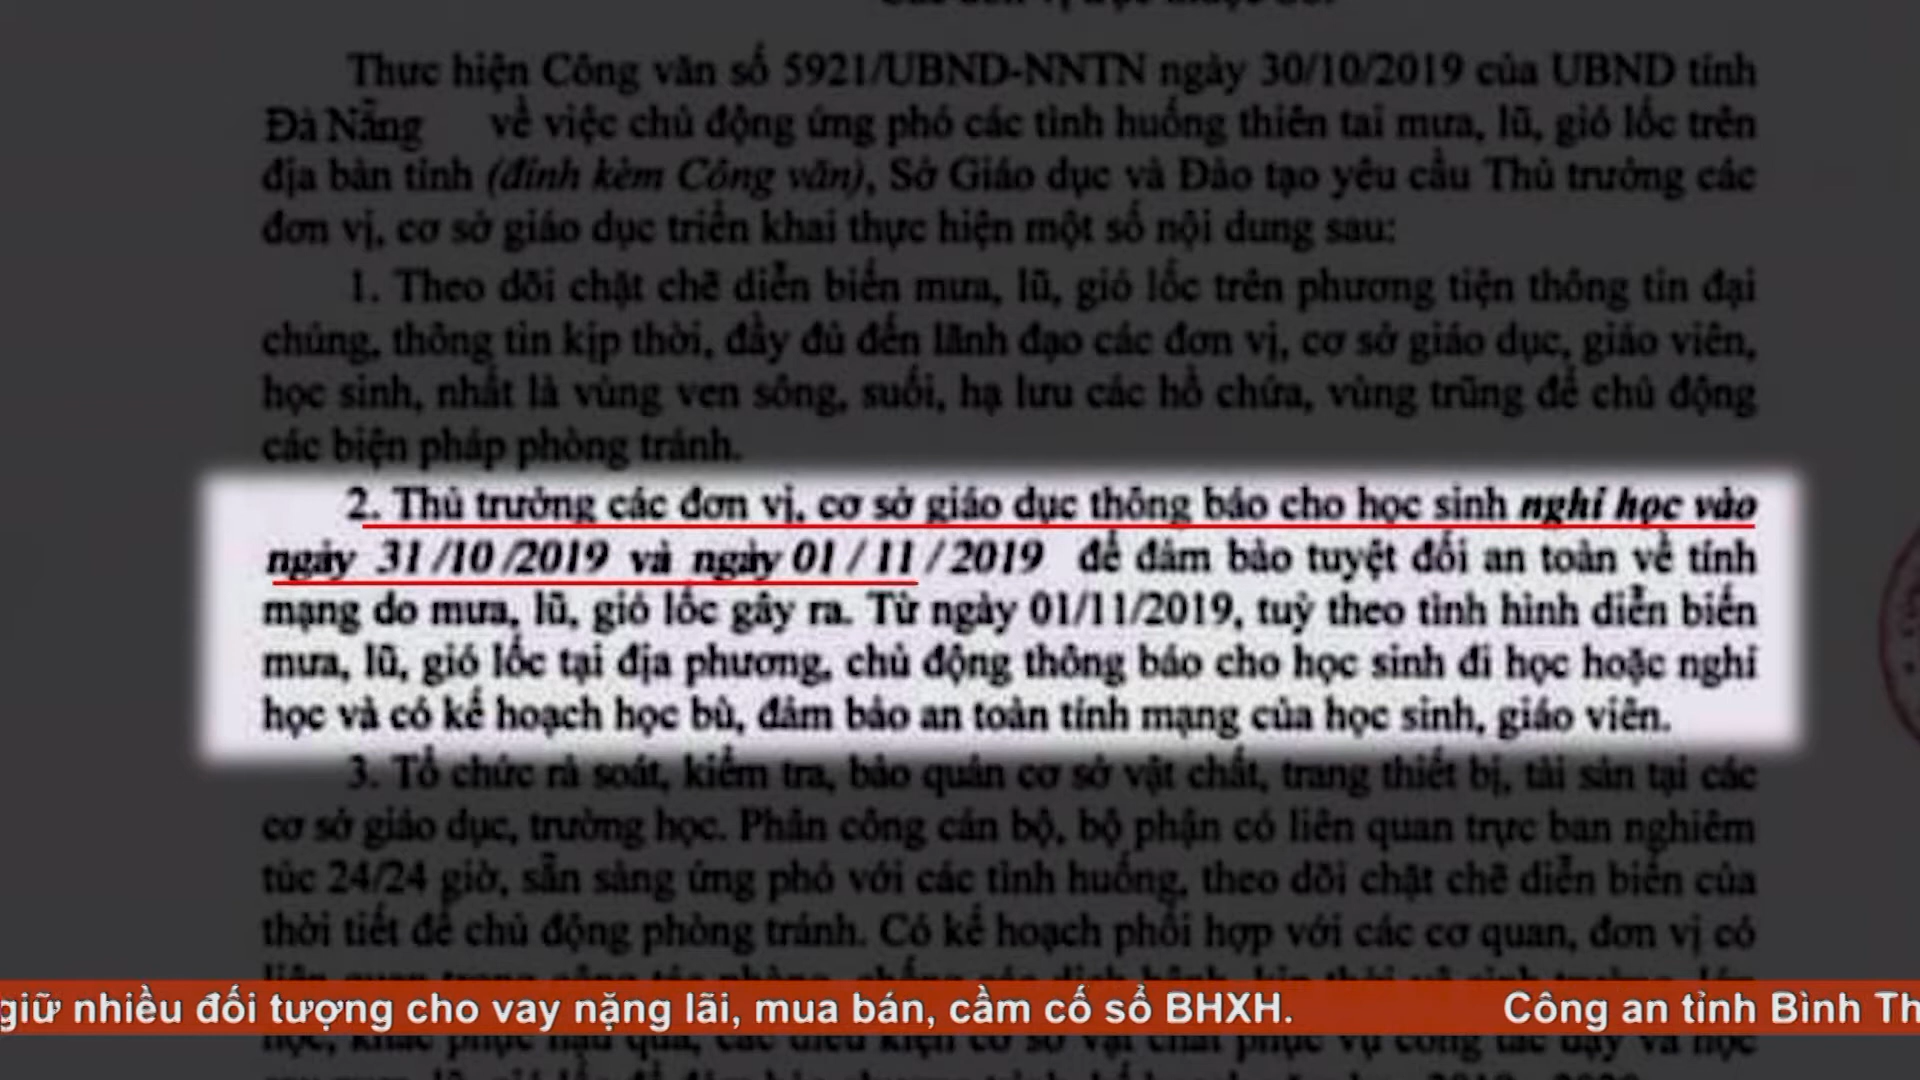 Thực hiện Công văn số 5921/UBND-NNTN ngày 30/10/2019 của UBND tỉnh
Đà Nẵng về việc chủ động ứng phó các tình huống thiên tai mưa, lũ, gió lốc trên
địa bàn tỉnh (đính kèm Công văn), Sở Giáo dục và Đào tạo yêu cầu Thủ trưởng các
đơn vị, cơ sở giáo dục triển khai thực hiện một số nội dung sau:
1. Theo dõi chặt chẽ diễn biến mưa, lũ, gió lốc trên phương tiện thông tin đại
chúng, thông tin kịp thời, đầy đủ đến lãnh đạo các đơn vị, cơ sở giáo dục, giáo viên,
học sinh, nhất là vùng ven sông, suối, hạ lưu các hồ chứa, vùng trũng để chủ động
các biện pháp phòng tránh.
2. Thủ trưởng các đơn vị, cơ sở giáo dục thông báo cho học sinh nghỉ học vào
ngày 31/10/2019 và ngày 01/11/2019 để đảm bảo tuyệt đối an toàn về tính
mạng do mưa, lũ, gió lốc gây ra. Từ ngày 01/11/2019, tuỳ theo tình hình diễn biến
mưa, lũ, gió lốc tại địa phương, chủ động thông báo cho học sinh đi học hoặc nghỉ
học và có kế hoạch học bù, đảm bảo an toàn tính mạng của học sinh, giáo viên.
3. Tổ chức rà soát, kiểm tra, bảo quản cơ sở vật chất, trang thiết bị, tài sản tại các
cơ sở giáo dục, trường học. Phân công cán bộ, bộ phận có liên quan trực ban nghiêm
túc 24/24 giờ, sẵn sàng ứng phó với các tình huống, theo dõi chặt chẽ diễn biến của
thời tiết để chủ động phòng tránh. Có kế hoạch phối hợp với các cơ quan, đơn vị có
giữ nhiều đối tượng cho vay nặng lãi, mua bán, cầm cố sổ BHXH. Công an tỉnh Bình Th